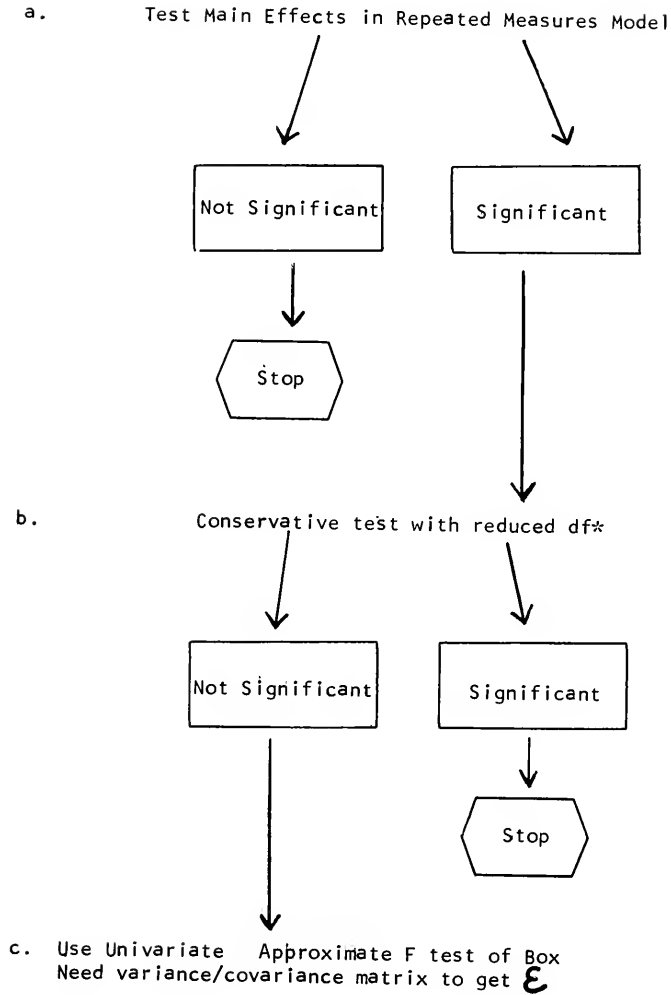 a. Test Main Effects in Repeated Measures Model
Not Significant
Significant
Stop
b. Conservative test with reduced df*
Not Significant
Significant
Stop
c. Use Univariate Approximate F test of Box
Need variance/covariance matrix to get ε